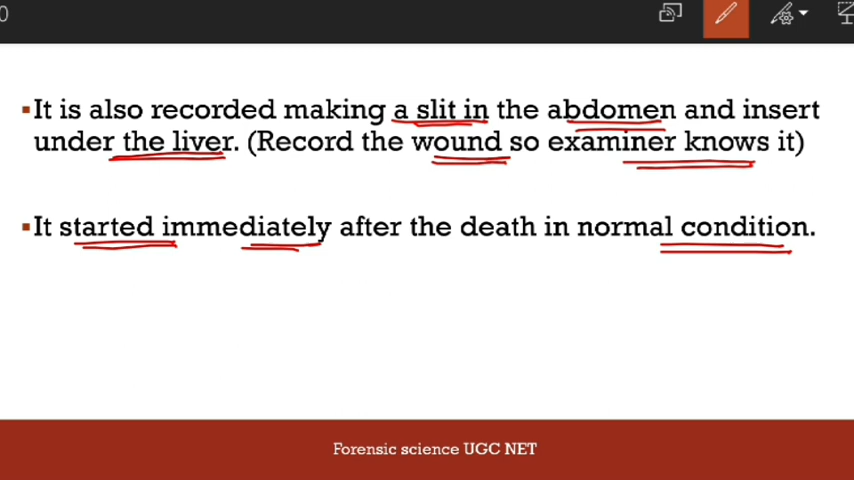 0
▪It is also recorded making a slit in the abdomen and insert
under the liver. (Record the wound so examiner knows it)
▪It started immediately after the death in normal condition.
Forensic science UGC NET